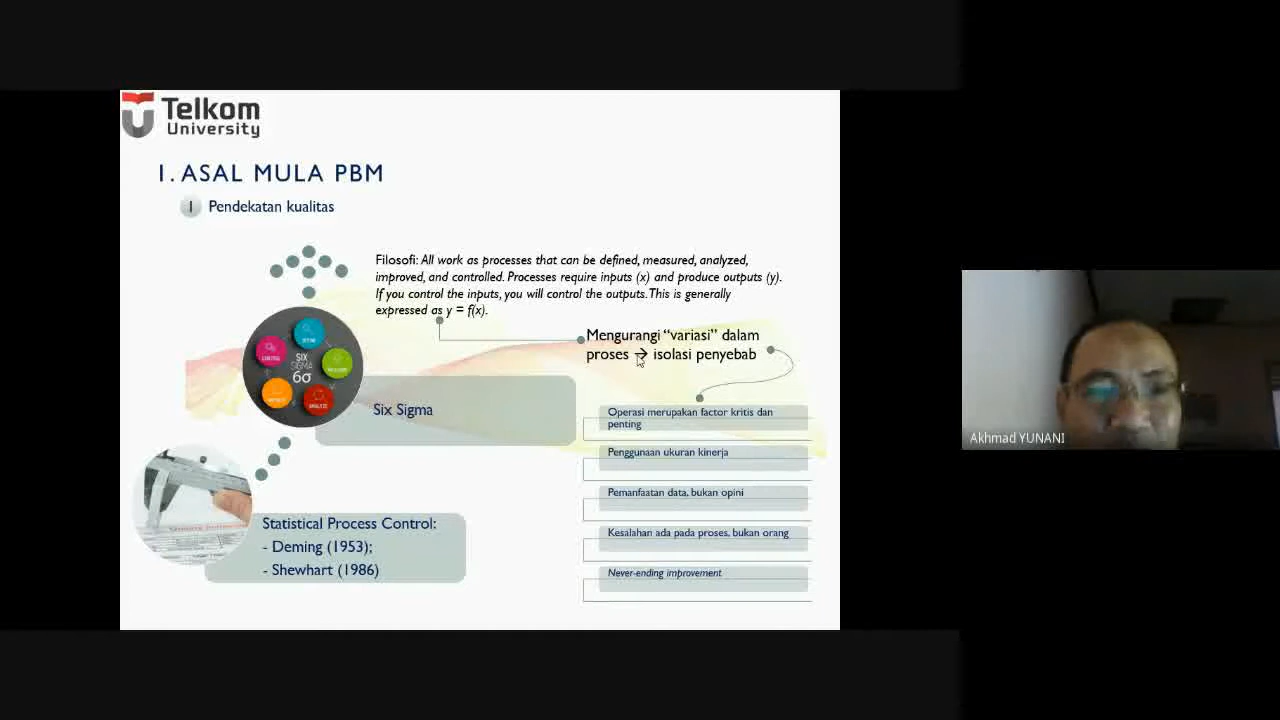 Telkom
University
1. ASAL MULA PBM
1 Pendekatan kualitas
Filosofi: All work as processes that can be defined, measured, analyzed,
improved, and controlled. Processes require inputs (x) and produce outputs (y).
If you control the inputs, you will control the outputs. This is generally
expressed as y = f(x).
Mengurangi “variasi” dalam
proses → isolasi penyebab
SIX
SIGMA
6σ
CONTROL
ANALYZE
Six Sigma
Operasi merupakan factor kritis dan
penting
Penggunaan ukuran kinerja
Pemanfaatan data, bukan opini
Kesalahan ada pada proses, bukan orang
Never-ending improvement
Statistical Process Control:
- Deming (1953);
- Shewhart (1986)
Akhmad YUNANI